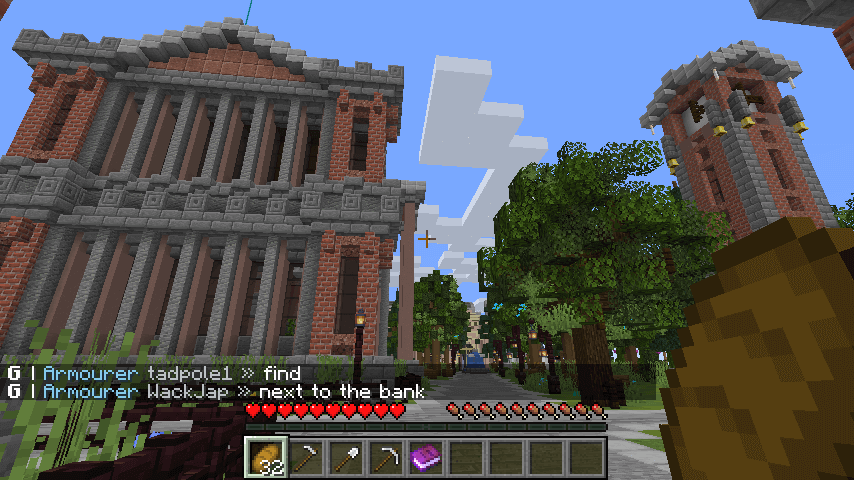 G | Armourer tadpole1 » find
G | Armourer WackJap » next to the bank
32